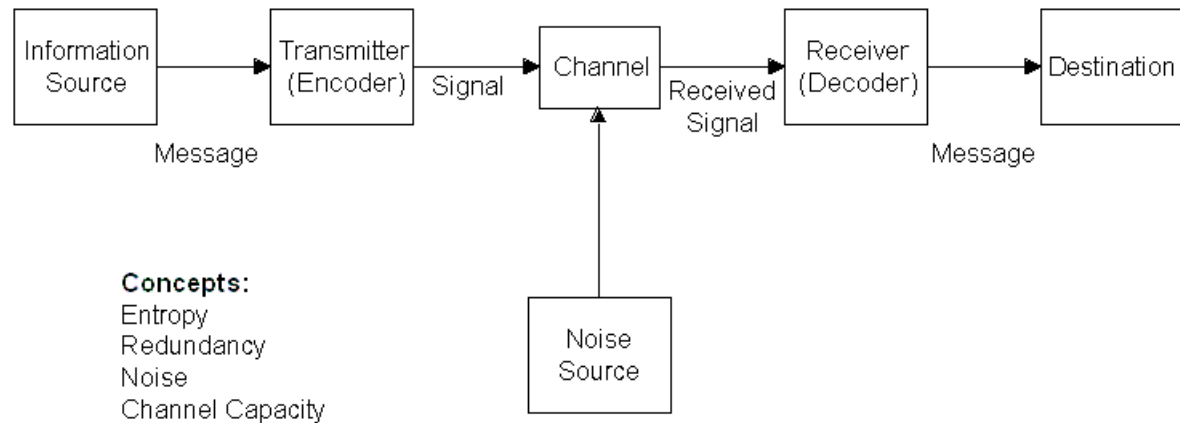 Information
Source
Transmitter
(Encoder)
Channel
Receiver
(Decoder)
Destination
Signal
Received
Signal
Message
Message
Concepts:
Entropy
Redundancy
Noise
Channel Capacity
Noise
Source